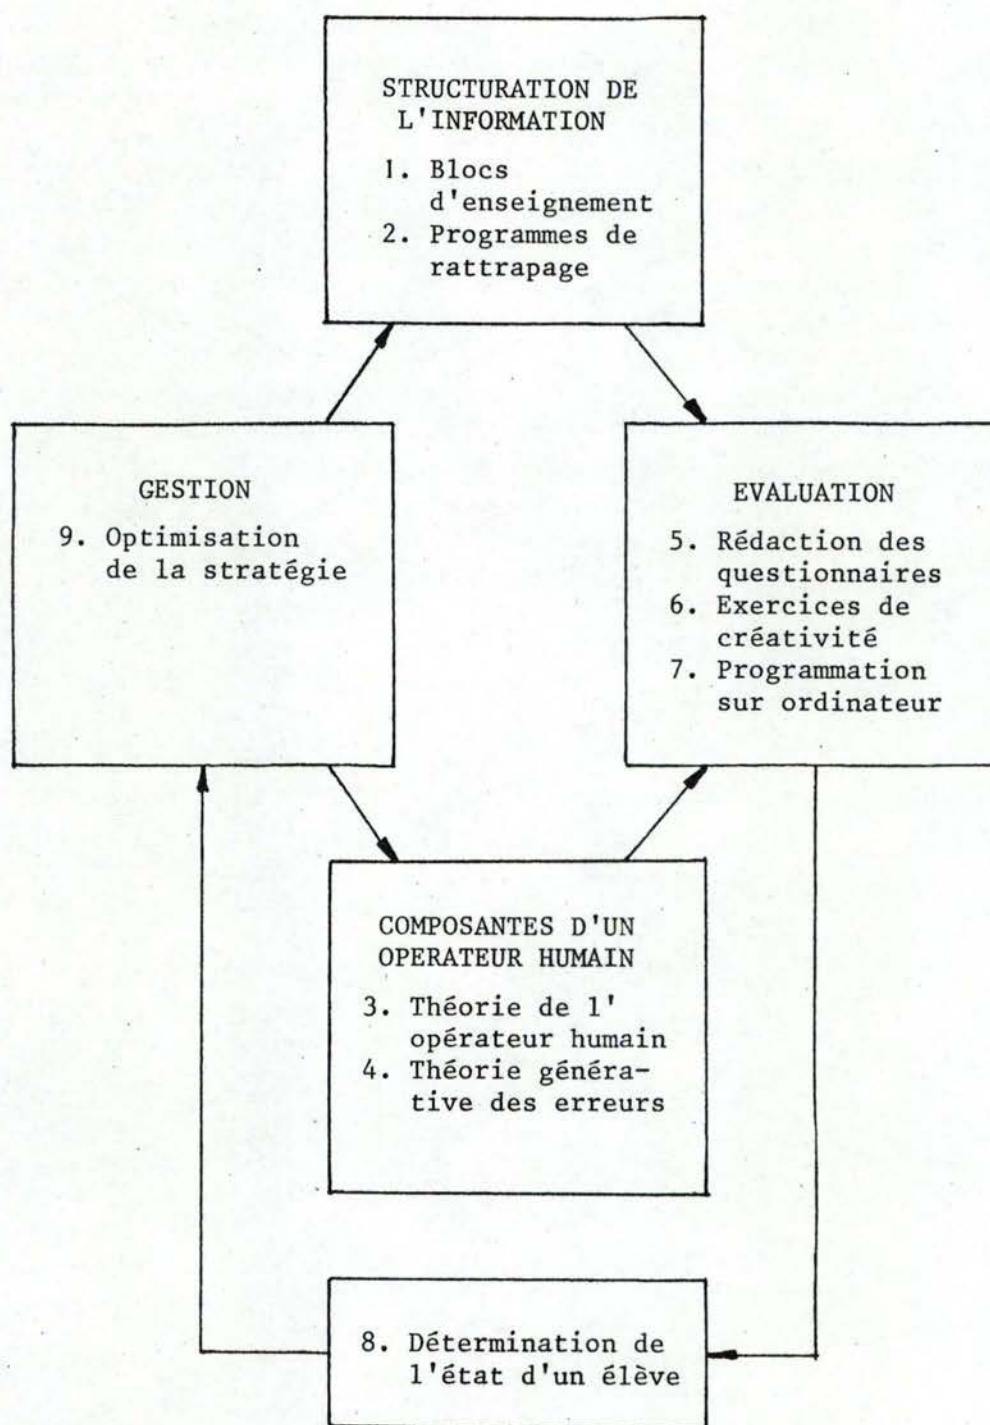 STRUCTURATION DE
L'INFORMATION
1. Blocs
d'enseignement
2. Programmes de
rattrapage
GESTION
9. Optimisation
de la stratégie
EVALUATION
5. Rédaction des
questionnaires
6. Exercices de
créativité
7. Programmation
sur ordinateur
COMPOSANTES D'UN
OPERATEUR HUMAIN
3. Théorie de l'
opérateur humain
4. Théorie généra-
tive des erreurs
8. Détermination de
l'état d'un élève